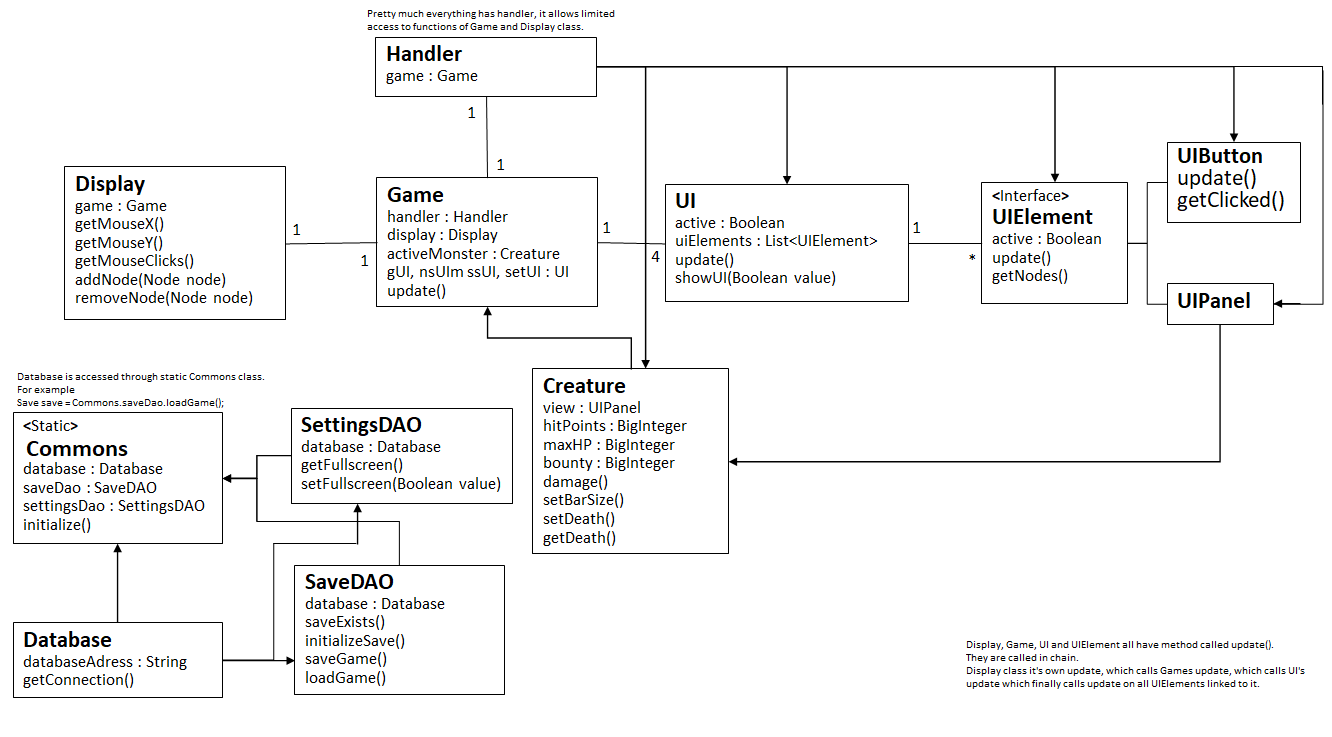 Pretty much everything has handler, it allows limited
access to functions of Game and Display class.
Handler
game : Game
1
1
Display
game : Game
getMouseX()
getMouseY()
getMouseClicks()
addNode(Node node)
removeNode(Node node)
1
1
Game
handler : Handler
display : Display
activeMonster : Creature
gUI, nsUIm ssUI, setUI : UI
update()
1
4
UI
active : Boolean
uiElements : List<UIElement>
update()
showUI(Boolean value)
1
*
<Interface>
UIElement
active : Boolean
update()
getNodes()
UIButton
update()
getClicked()
UIPanel
Creature
view : UIPanel
hitPoints : BigInteger
maxHP : BigInteger
bounty : BigInteger
damage()
setBarSize()
setDeath()
getDeath()
Database is accessed through static Commons class.
For example
Save save = Commons.saveDao.loadGame();
<Static>
Commons
database : Database
saveDao : SaveDAO
settingsDao : SettingsDAO
initialize()
SettingsDAO
database : Database
getFullscreen()
setFullscreen(Boolean value)
SaveDAO
database : Database
saveExists()
initializeSave()
saveGame()
loadGame()
Database
databaseAdress : String
getConnection()
Display, Game, UI and UIElement all have method called update().
They are called in chain.
Display class it's own update, which calls Games update, which calls UI's
update which finally calls update on all UIElements linked to it.